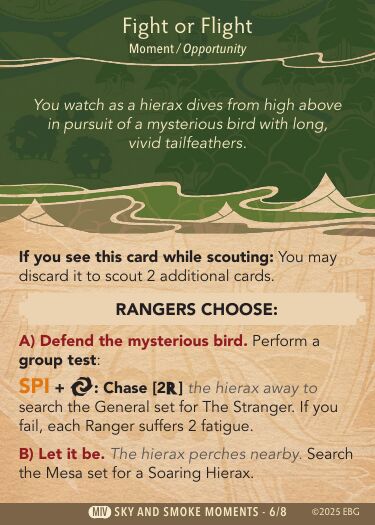 Fight or Flight
Moment / Opportunity
You watch as a hierax dives from high above
in pursuit of a mysterious bird with long,
vivid tailfeathers.
If you see this card while scouting: You may
discard it to scout 2 additional cards.
RANGERS CHOOSE:
A) Defend the mysterious bird. Perform a
group test:
SPI + : Chase [2R] the hierax away to
search the General set for The Stranger. If you
fail, each Ranger suffers 2 fatigue.
B) Let it be. The hierax perches nearby. Search
the Mesa set for a Soaring Hierax.
MIV SKY AND SMOKE MOMENTS - 6/8 ©2025 EBG